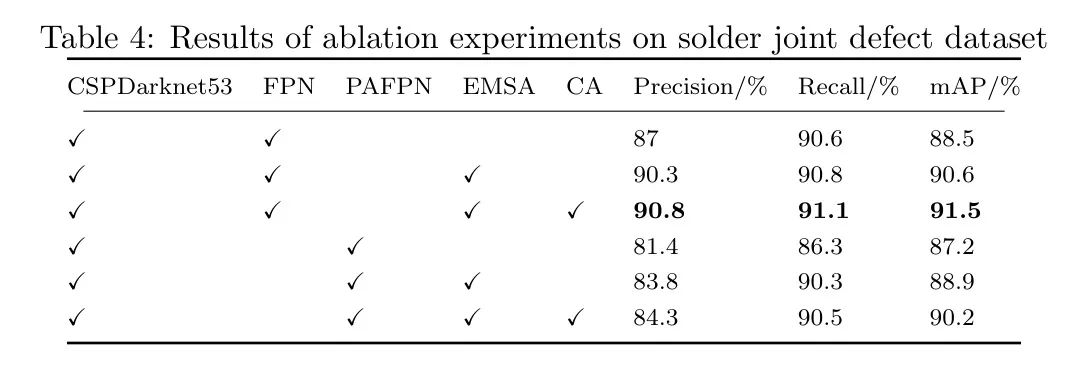 Table 4: Results of ablation experiments on solder joint defect dataset
CSPDarknet53 FPN PAFPN EMSA CA Precision/% Recall/% mAP/%
✓ ✓ 87 90.6 88.5
✓ ✓ ✓ 90.3 90.8 90.6
✓ ✓ ✓ ✓ 90.8 91.1 91.5
✓ ✓ 81.4 86.3 87.2
✓ ✓ ✓ 83.8 90.3 88.9
✓ ✓ ✓ ✓ 84.3 90.5 90.2